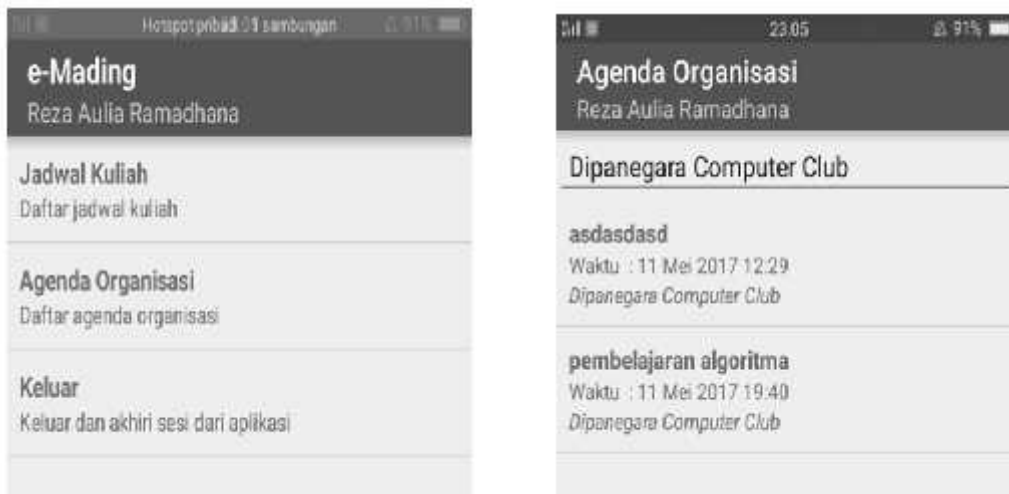 Hotspot pribadi
sambungan
91%
e-Mading
Reza Aulia Ramadhana
Jadwal Kuliah
Daftar jadwal kuliah
Agenda Organisasi
Daftar agenda organisasi
Keluar
Keluar dan akhiri sesi dari aplikasi
23.05
91%
Agenda Organisasi
Reza Aulia Ramadhana
Dipanegara Computer Club
asdasdasd
Waktu : 11 Mei 2017 12:29
Dipanegara Computer Club
pembelajaran algoritma
Waktu : 11 Mei 2017 19:40
Dipanegara Computer Club